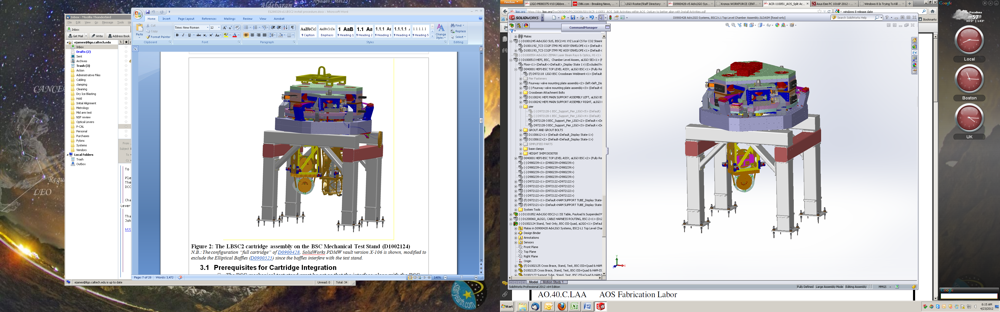 Aldebaran
Hyades (Mel25)
CANCER
Regu
LEO
starryearth.com
Inbox - Mozilla Thunderbird
File Edit View Go Message Tools
Inbox
Get Mail Write Address Book
ejames@ligo.caltech.edu
Inbox
Drafts (2)
Sent
Archives
Trash (3)
Action
Administrative Files
Cabling
clamping
Cleaning
Dry Ice Blasting
Hold
Initial Alignment
Metrology
Mid arm test
NSF review
Optical Levers
P-CAL
Personal
Purchases
Pylons
Systems
Vendors
Local Folders
Trash
Outbox
From
Subject
To
Cc
To
Ple
The
DCC
Cha
Lever
Tha
Joh
htt
ejames@ligo.caltech.edu is up to date
Unread: 0 Total: 34
E1200329-v1 LBSC2 install procedure.docx - Microsoft Word
Home Insert Page Layout References Mailings Review View Acrobat
Paste
Cut
Copy
Format Painter
Clipboard
Times New Roman 12
Font
Paragraph
AaBbCcI AaBbCcDc 1 AaB 1.1 Aa 1.1.1 A 1.1.1.1 1.1.1.1.1
Caption Emphasis Heading 1 Heading 2 Heading 3 Heading 4 Heading 5
Change Styles
Styles
Find
Replace
Select
Editing
Figure 2: The LBSC2 cartridge assembly on the BSC Mechanical Test Stand (D1002124)
N.B.: The configuration “full cartridge” of D0900428, SolidWorks PDMW vault version X-106 is shown, modified to
exclude the Elliptical Baffles (D0900525) since the baffles interfere with the test stand.
3.1 Prerequisites for Cartridge Integration
Page: 7 of 20 Words: 3,472
140%
Firefox
LIGO-M080375-V10 (Abbre...
CNN.com - Breaking News, ...
LIGO Roster/Staff Directory
D0900428-v5 AdvLIGO Sys...
Kronos WORKFORCE CENT...
ACR-110051_AOS_Split Ac...
Asus Eee PC 1016P 2012 - ...
Windows 8 Is Trying To Kill ...
ligo.org https://dcc.ligo.org/DocDB/0090/M1200086/001/ACR-110051_AOS_Split Activities within AOS_OptLev to better align with Install Activities.pdf
windows 8 release date
Bookmarks
SOLIDWORKS
D0900428 AdvLIGO Systems, BSC2-L1 Top Level Chamber Assembly.SLDASM [Read-only]
Search SolidWorks Help
CommandManager
Mates
(-) D1001245 AdvLIGO SUS, BSC2-H1 XYZ Local CS for CO2 Steerin
D1001192_TCS CO2P ITMX M2 ASSY ENVELOPE<1> (Default<
D1001193_TCS CO2P ITMY M2 ASSY ENVELOPE<1> (Default<
(-) D1000554 AdvLIGO ZEMAX Laser Beam Rays & Optics, H1<1>
(-) D1000513 HEPI, BSC, Chamber Level Assem, aLIGO SEI<1> (F
Floor<1> (Default<<Default>_Display State 1>) (Excluded fro
D040001 HEPI-BSC TOP LEVEL ASSY, aLIGO BSC<1> (Fully Re
(f) D972118 LIGO BSC Crossbeam Weldment<1> (Default
Pier Fasteners
Fourway valve mounting plate assembly<2> (left<left_Dis
(-) Fourway valve mounting plate assembly<3> (Default<D
Crossbeam Attachment Bolts
D1100241 HEPI MAIN SUPPORT ASSEMBLY LEFT, aLIGO BS
D1100242 HEPI MAIN SUPPORT ASSEMBLY RIGHT, aLIGO I
pier
(-) D972128-1 BSC_Support_Pier_LIGO<5> (Default)
(-) D972128-1 BSC_Support_Pier_LIGO<4> (Default)
D972128-3 BSC_Support_Pier_LIGO<2> (Default<<De
D972128-3 BSC_Support_Pier_LIGO<3> (Default<<De
GROUT AND GROUT BOLTS
D1100612<1> (Default<Default_Display State-1>)
D1100612<2> (Default<Default_Display State-1>)
SIMPLIFIED PARTS
base clamps
HEIGHT SHIM D030700
D040001 HEPI-BSC TOP LEVEL ASSY, aLIGO BSC<2> (Fully Re
(-) D980239<1> (D980239<D980239>)
(-) D980239<2> (D980239<D980239>)
(-) D980239<3> (D980239<D980239>)
(-) D980239<4> (D980239<D980239>)
(-) D972122<1> (D972122<D972122>)
(-) D972122<2> (D972122<D972122>)
(-) D972122<3> (D972122<D972122>)
(-) D972122<4> (D972122<D972122>)
(f) D972121<1> (Default<HAM SUPPORT TUBE_Display State-
(f) D972121<2> (Default<HAM SUPPORT TUBE_Display State-
System Tools
(-) D1101852 AdvLIGO BSC2-L1 ISI Table, Payload & Suspended M
(-) D1200060_ALIGO, CABLE HARNESS ROUTING, BSC-2<1> (D12
(-) D1002124 Stand, Test Only, BSC-ISI-Quad, aLIGO<1> (Defaul
Mates in D0900428 AdvLIGO Systems, BSC2-L1 Top Level Cha
Design Binder
Annotations
Sensors
Front Plane
Top Plane
Right Plane
Origin
(f) D1002125 Cross Brace, Stand, Test, BSC-ISI+Quad & HAM
D1002125 Cross Brace, Stand, Test, BSC-ISI+Quad & HAM-IS
D1002127 Support Tube, Stand, Test, BSC-ISI+Quad & HAM-I
Y
X
Z
Model Motion Study 1
SolidWorks Professional 2012 x64 Edition
Fully Defined Large Assembly Mode Editing Assembly MMGS
AO.40.C.LAA AOS Fabrication Labor
Google
Pasadena
57°
H73° | L43°
Local
Boston
UK
Google
Start
8:15 AM
4/23/2012